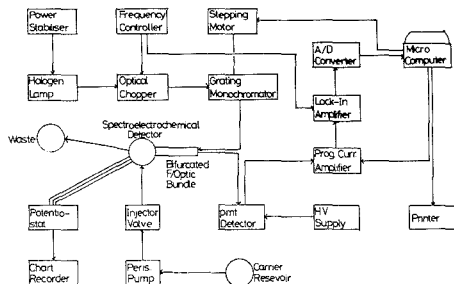 Power
Stabiliser
Frequency
Controller
Stepping
Motor
A/D
Converter
Micro
Computer
Halogen
Lamp
Optical
Chopper
Grating
Monochromator
Lock-In
Amplifier
Spectroelectrochemical
Detector
Waste
Bifurcated
F/Optic
Bundle
Prog. Curr.
Amplifier
Potentio-
stat
Injector
Valve
pmt
Detector
HV
Supply
Printer
Chart
Recorder
Peris.
Pump
Carrier
Resevoir